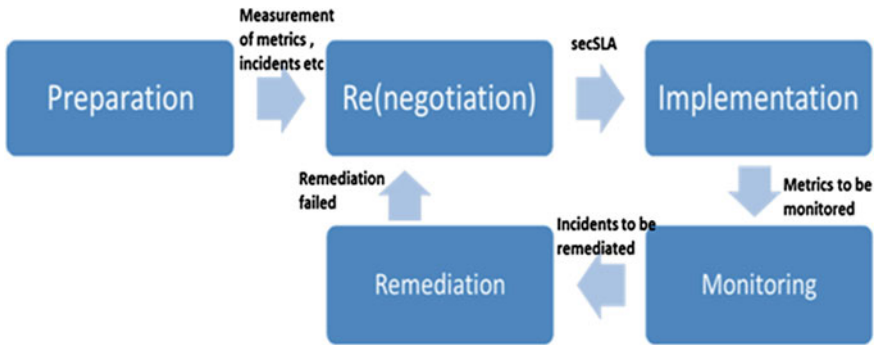 Preparation
Measurement
of metrics ,
incidents etc
Re(negotiation)
secSLA
Implementation
Metrics to be
monitored
Monitoring
Incidents to be
remediated
Remediation
Remediation
failed